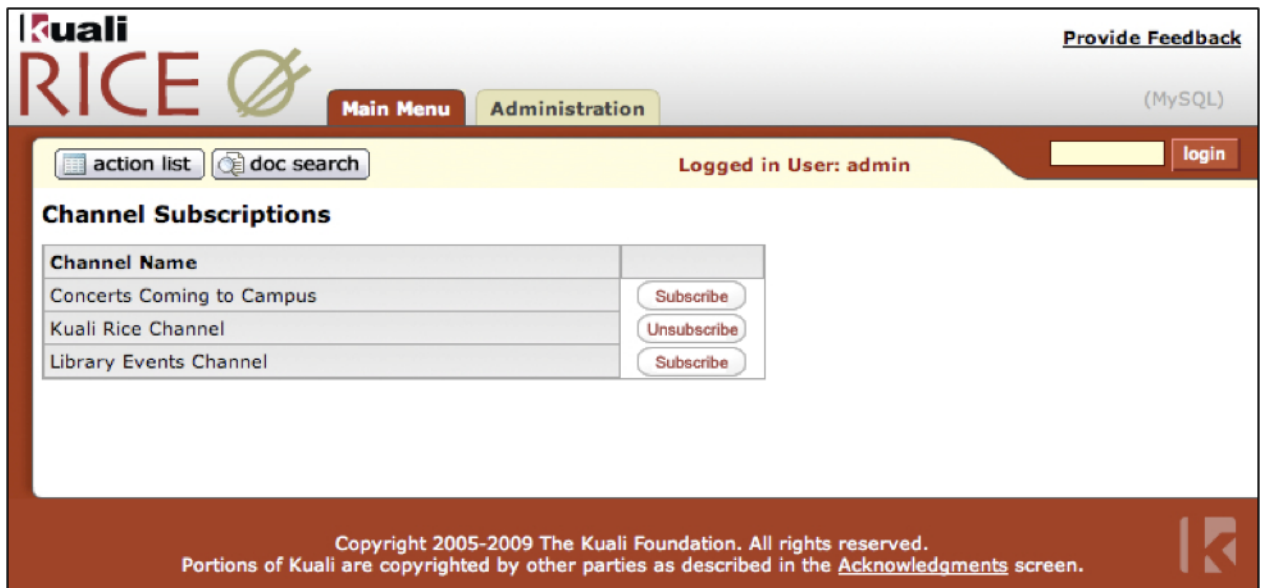 Kuali
RICE
Provide Feedback
Main Menu
Administration
(MySQL)
action list
doc search
Logged in User: admin
login
Channel Subscriptions
Channel Name
Concerts Coming to Campus
Subscribe
Kuali Rice Channel
Unsubscribe
Library Events Channel
Subscribe
Copyright 2005-2009 The Kuali Foundation. All rights reserved.
Portions of Kuali are copyrighted by other parties as described in the Acknowledgments screen.